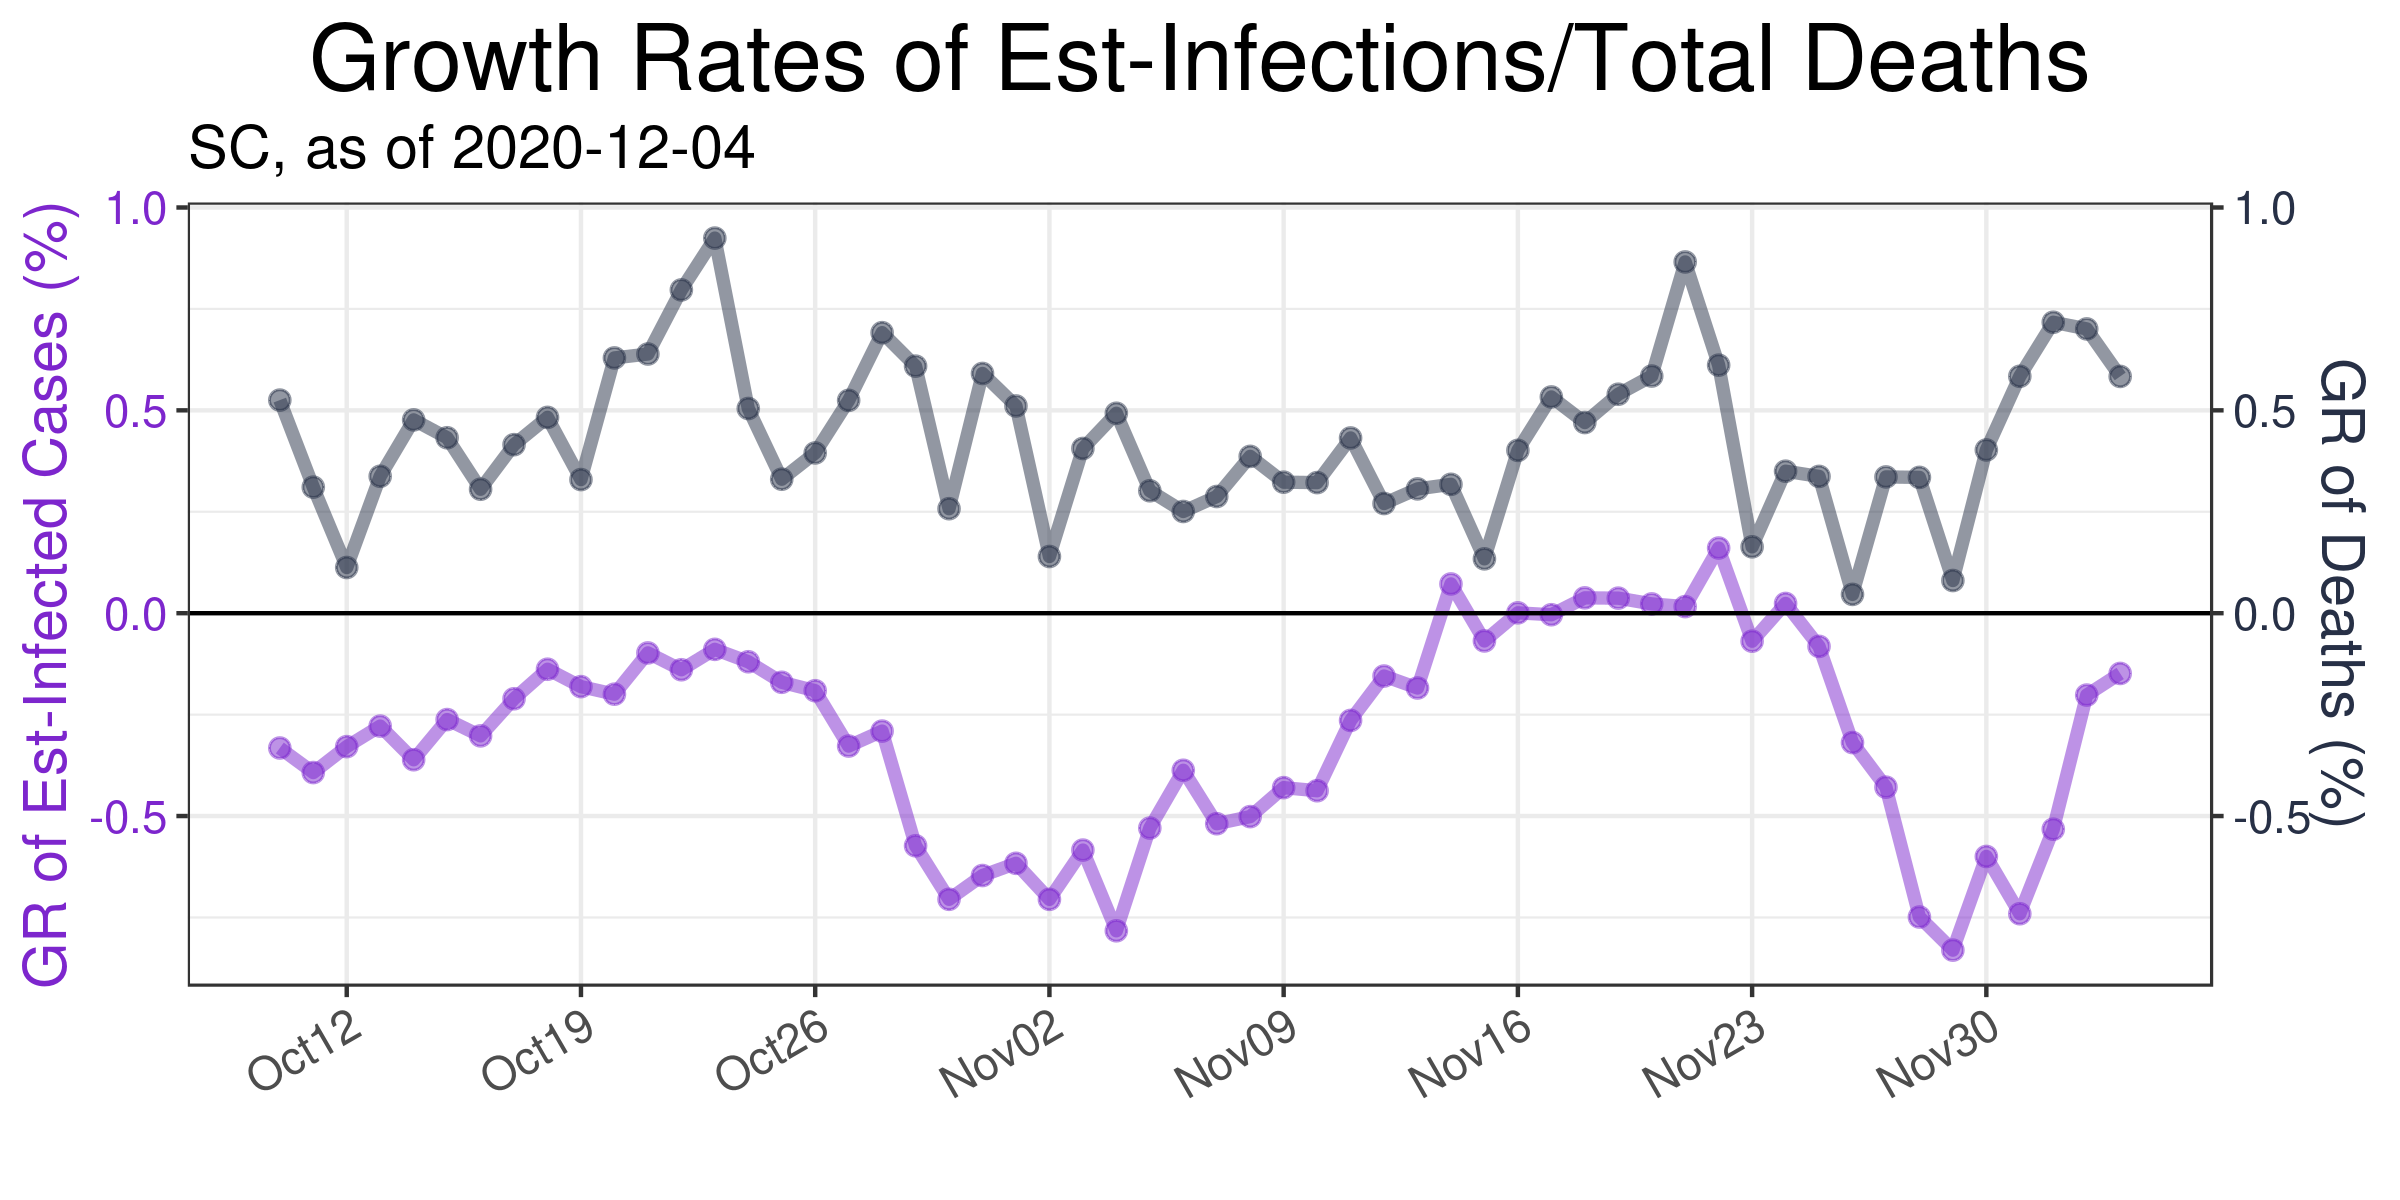 Growth Rates of Est-Infections/Total Deaths
SC, as of 2020-12-04
GR of Est-Infected Cases (%)
1.0
0.5
0.0
-0.5
1.0
0.5
0.0
-0.5
GR of Deaths (%)
Oct12
Oct19
Oct26
Nov02
Nov09
Nov16
Nov23
Nov30